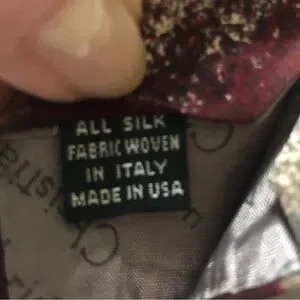 ALL SILK
FABRIC WOVEN
IN ITALY
MADE IN USA